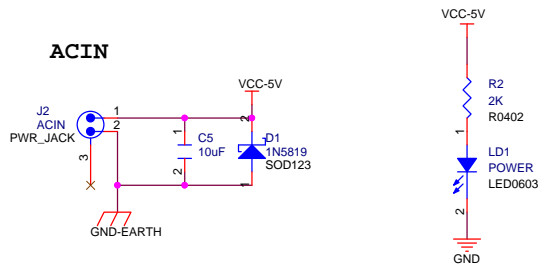 ACIN
VCC-5V
J2
ACIN
PWR_JACK
1
2
3
1
C5
10uF
2
2
D1
1N5819
SOD123
1
GND-EARTH
VCC-5V
R2
2K
R0402
1
LD1
POWER
LED0603
2
GND